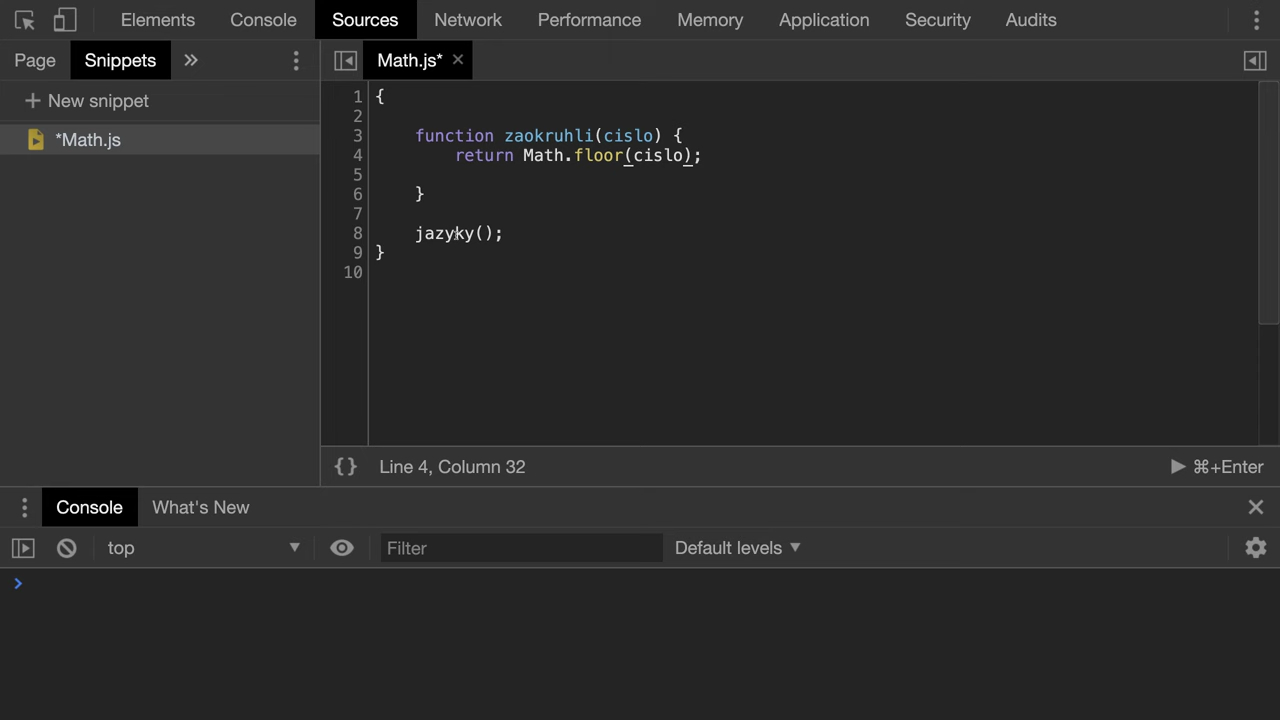 Elements Console Sources Network Performance Memory Application Security Audits
Page Snippets » Math.js* ×
+ New snippet
*Math.js
1 {
2
3 function zaokruhli(cislo) {
4 return Math.floor(cislo);
5
6 }
7
8 jazyky();
9 }
10
{} Line 4, Column 32 ⌘+Enter
Console What's New
top Filter Default levels
>